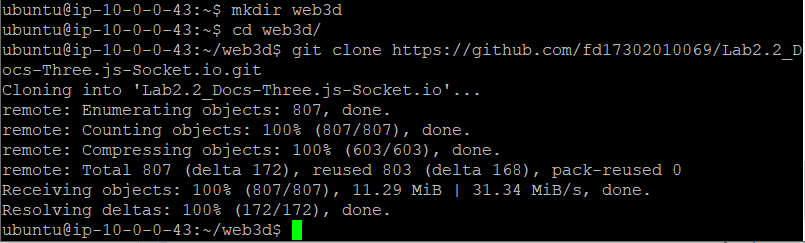 ubuntu@ip-10-0-0-43:~$ mkdir web3d
ubuntu@ip-10-0-0-43:~$ cd web3d/
ubuntu@ip-10-0-0-43:~/web3d$ git clone https://github.com/fd17302010069/Lab2.2_D
ocs-Three.js-Socket.io.git
Cloning into 'Lab2.2_Docs-Three.js-Socket.io'...
remote: Enumerating objects: 807, done.
remote: Counting objects: 100% (807/807), done.
remote: Compressing objects: 100% (603/603), done.
remote: Total 807 (delta 172), reused 803 (delta 168), pack-reused 0
Receiving objects: 100% (807/807), 11.29 MiB | 31.34 MiB/s, done.
Resolving deltas: 100% (172/172), done.
ubuntu@ip-10-0-0-43:~/web3d$